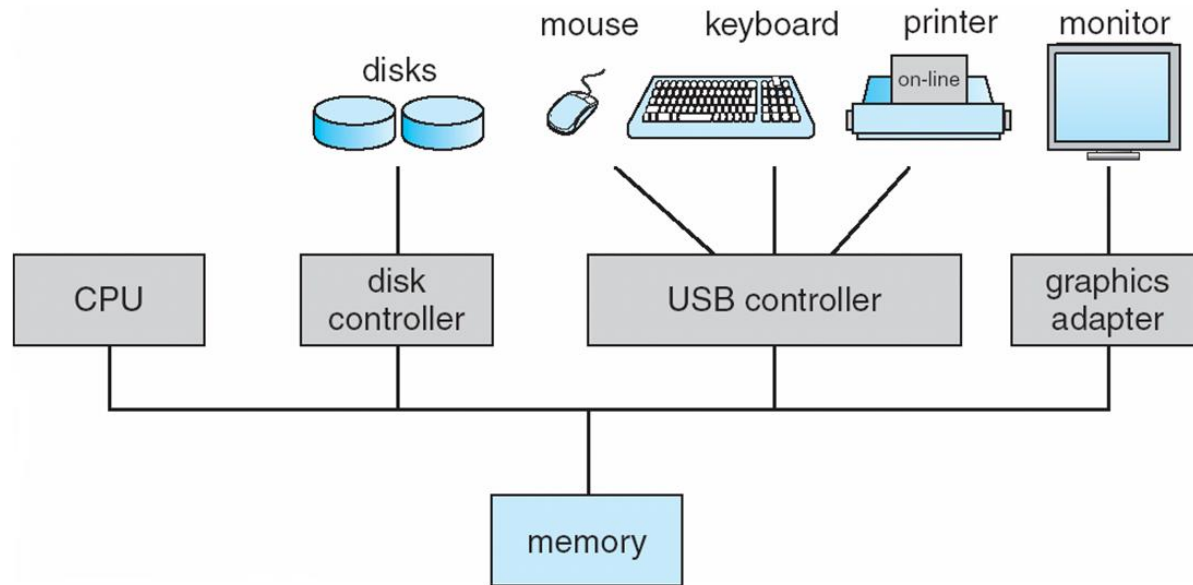 mouse
keyboard
printer
monitor
disks
on-line
CPU
disk
controller
USB controller
graphics
adapter
memory